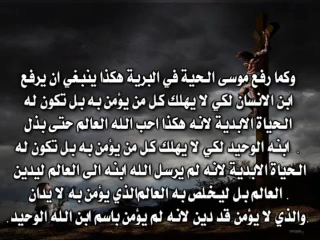 وكما رفع موسى الحية في البرية هكذا ينبغي ان يرفع
ابن الانسان لكي لا يهلك كل من يؤمن به بل تكون له
الحياة الابدية لانه هكذا احب الله العالم حتى بذل
ابنه الوحيد لكي لا يهلك كل من يؤمن به بل تكون له
الحياة الابدية لانه لم يرسل الله ابنه الى العالم ليدين
العالم بل ليخلص به العالم الذي يؤمن به لا يدان
والذي لا يؤمن قد دين لانه لم يؤمن باسم ابن الله الوحيد.